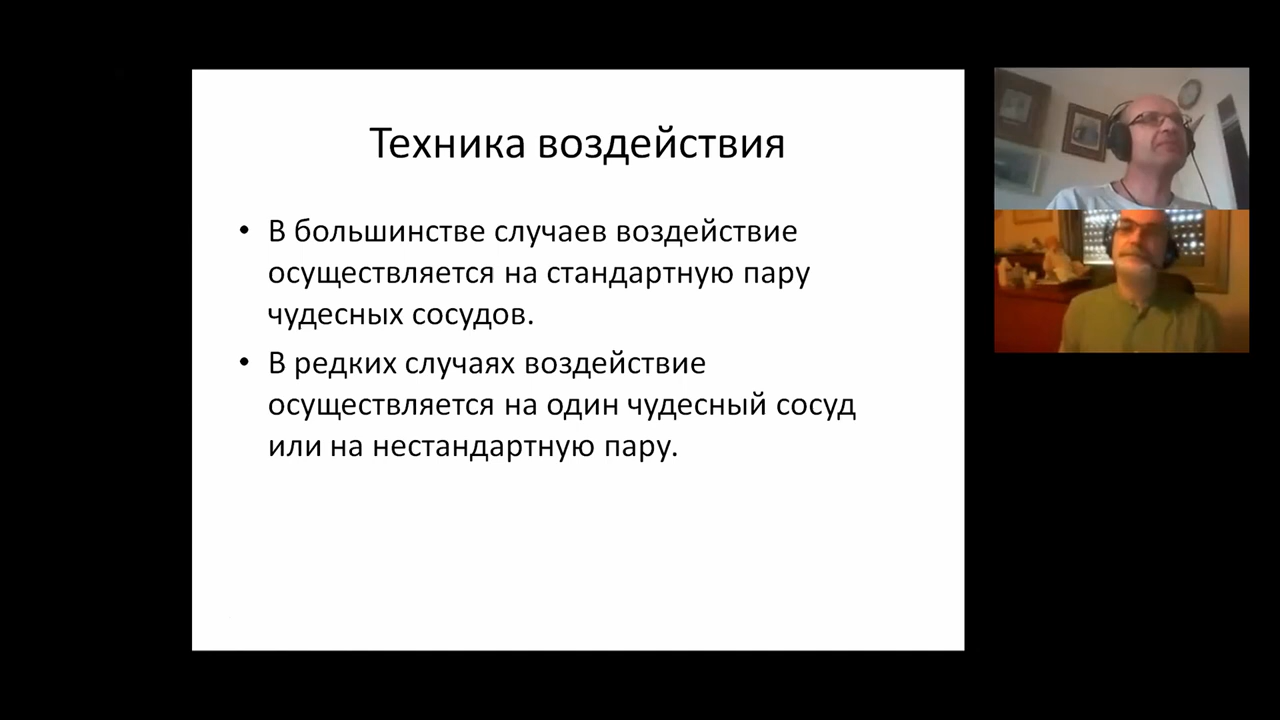 Техника воздействия
• В большинстве случаев воздействие
осуществляется на стандартную пару
чудесных сосудов.
• В редких случаях воздействие
осуществляется на один чудесный сосуд
или на нестандартную пару.